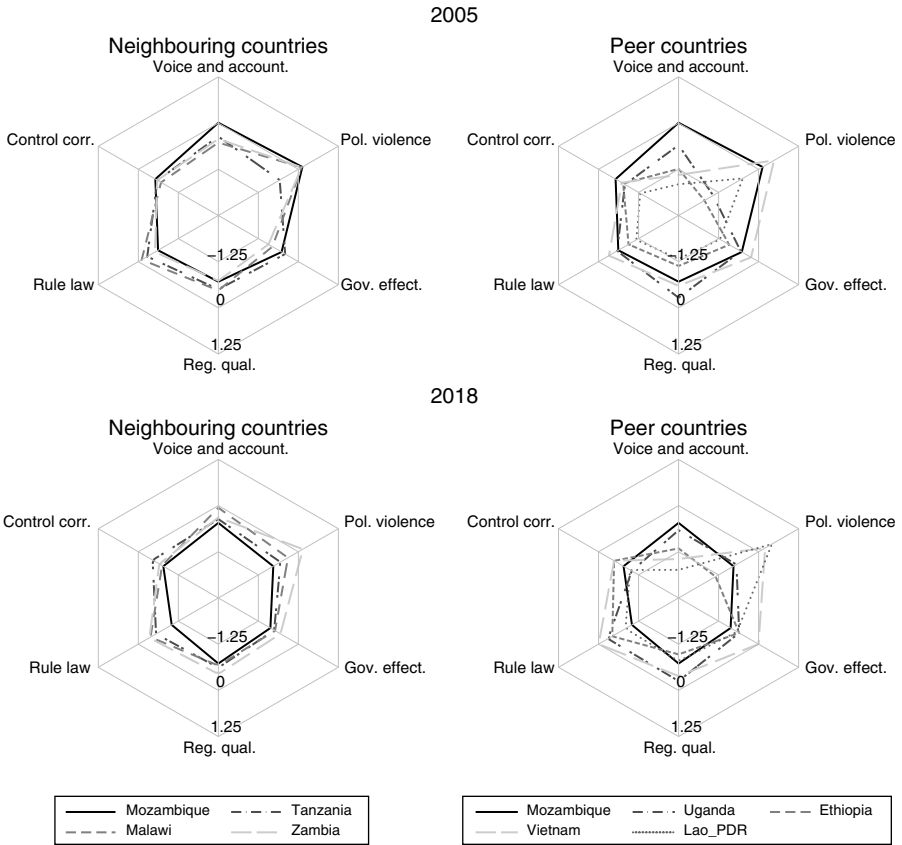 2005
Neighbouring countries
Voice and account.
Control corr.
Pol. violence
−1.25
Rule law
0
Gov. effect.
1.25
Reg. qual.
Peer countries
Voice and account.
Control corr.
Pol. violence
−1.25
Rule law
0
Gov. effect.
1.25
Reg. qual.
2018
Neighbouring countries
Voice and account.
Control corr.
Pol. violence
−1.25
Rule law
0
Gov. effect.
1.25
Reg. qual.
Peer countries
Voice and account.
Control corr.
Pol. violence
−1.25
Rule law
0
Gov. effect.
1.25
Reg. qual.
Mozambique Tanzania
Malawi Zambia
Mozambique Uganda Ethiopia
Vietnam Lao_PDR